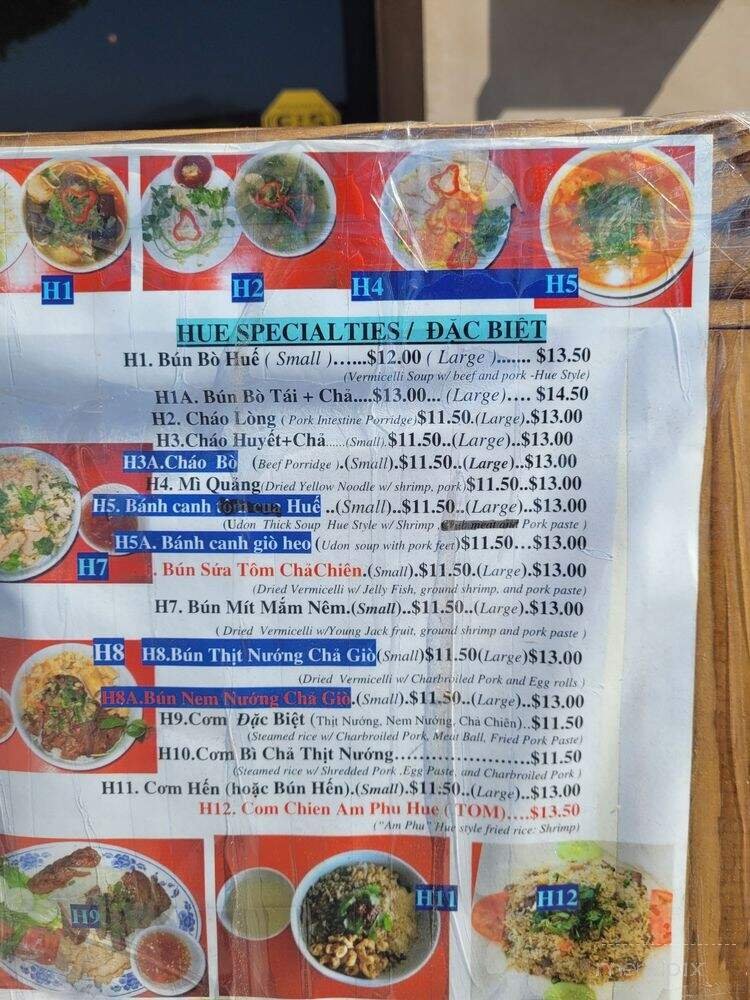 H1
H2
H4
H5
HUE SPECIALTIES / ĐĂC BIỆT
H1. Bún Bò Huế ( Small )......$12.00 ( Large )....... $13.50
(Vermicelli Soup w/ beef and pork -Hue Style)
H1A. Bún Bò Tái + Chả....$13.00... (Large).... $14.50
H2. Cháo Lòng ( Pork Intestine Porridge)$11.50.(Large).$13.00
H3.Cháo Huyết+Chả......(Small).$11.50..(Large)..$13.00
H3A.Cháo Bò (Beef Porridge ).(Small).$11.50..(Large)..$13.00
H4. Mì Quảng(Dried Yellow Noodle w/ shrimp, pork)$11.50..$13.00
H5. Bánh canh Huế ..(Small)..$11.50..(Large)..$13.00
(Udon Thick Soup Hue Style w/ Shrimp , meat and Pork paste )
H5A. Bánh canh giò heo (Udon soup with pork feet)$11.50...$13.00
. Bún Sứa Tôm ChảChiên.(Small).$11.50.(Large).$13.00
(Dried Vermicelli w/ Jelly Fish, ground shrimp, and pork paste)
H7
H7. Bún Mít Mắm Nêm.(Small)..$11.50..(Large).$13.00
( Dried Vermicelli w/Young Jack fruit, ground shrimp and pork paste )
H8
H8.Bún Thịt Nướng Chả Giò(Small)$11.50(Large)$13.00
(Dried Vermicelli w/ Charbroiled Pork and Egg rolls )
H8A.Bún Nem Nướng Chả Giò.(Small).$11.50..(Large)..$13.00
H9.Cơm Đặc Biệt (Thịt Nướng, Nem Nướng, Chả Chiên)..$11.50
(Steamed rice w/ Charbroiled Pork, Meat Ball, Fried Pork Paste)
H10.Cơm Bì Chả Thịt Nướng.......................$11.50
(Steamed rice w/ Shredded Pork .Egg Paste, and Charbroiled Pork )
H11. Cơm Hến (hoặc Bún Hến).(Small).$11.50..(Large)..$13.00
H12. Com Chien Am Phu Hue ( TOM)....$13.50
("Am Phu" Hue style fried rice: Shrimp)
H9
H11
H12
menupix